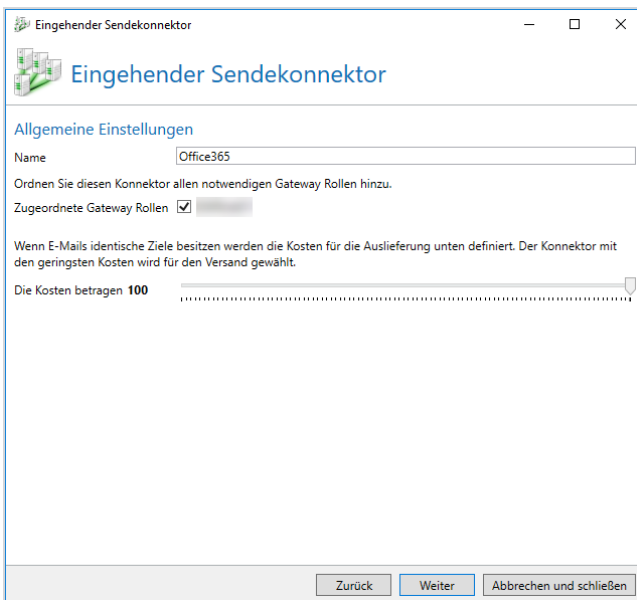 Eingehender Sendekonnektor
Eingehender Sendekonnektor
Allgemeine Einstellungen
Name Office365
Ordnen Sie diesen Konnektor allen notwendigen Gateway Rollen hinzu.
Zugeordnete Gateway Rollen
Wenn E-Mails identische Ziele besitzen werden die Kosten für die Auslieferung unten definiert. Der Konnektor mit
den geringsten Kosten wird für den Versand gewählt.
Die Kosten betragen 100
Zurück Weiter Abbrechen und schließen